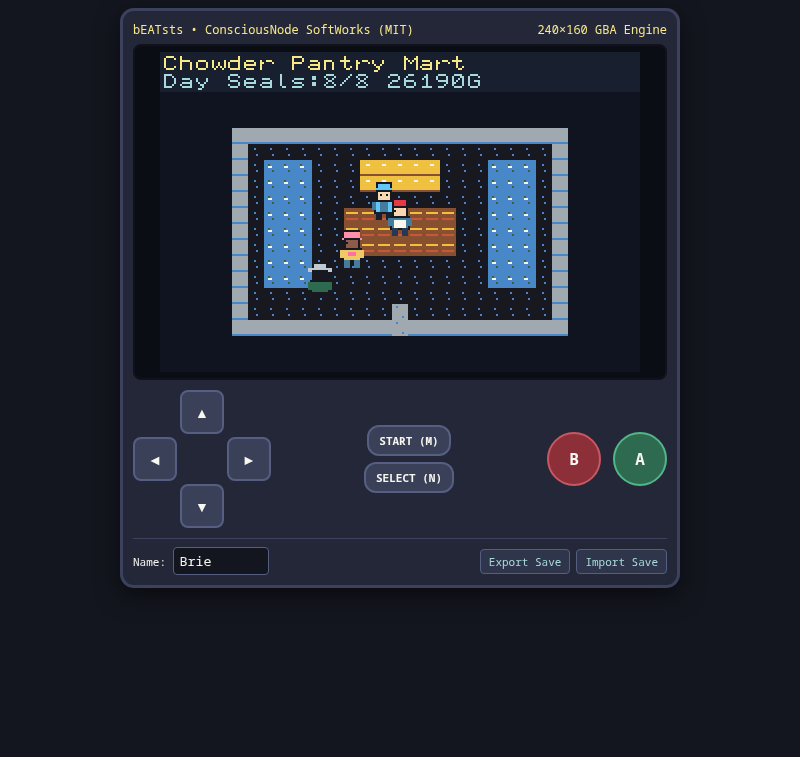 bEATsts • ConsciousNode SoftWorks (MIT)
240×160 GBA Engine
Chowder Pantry Mart
Day Seals:8/8 26190G
▲
◄
►
▼
START (M)
SELECT (N)
B
A
Name: Brie
Export Save
Import Save